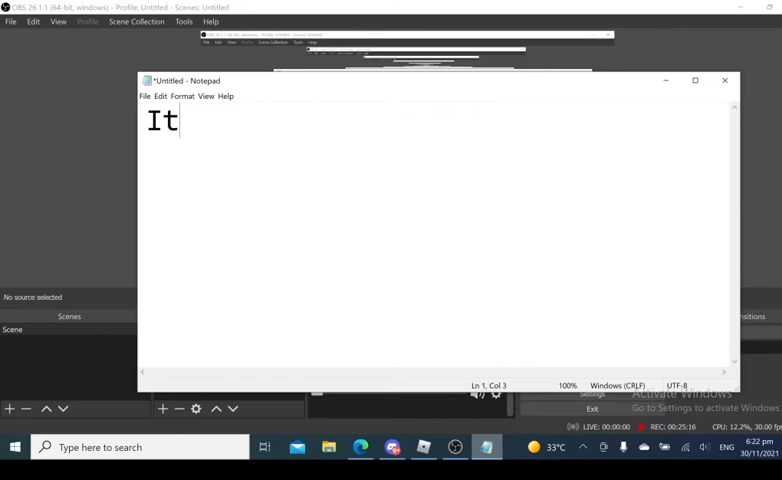 OBS 26.1.1 (64-bit, windows) - Profile: Untitled - Scenes: Untitled
File Edit View Profile Scene Collection Tools Help
*Untitled - Notepad
File Edit Format View Help
It
No source selected
Scenes
Scene
nsitions
Ln 1, Col 3 100% Windows (CRLF) UTF-8
Settings
Exit
Activate Windows
Go to Settings to activate Windows.
LIVE: 00:00:00 REC: 00:25:16 CPU: 12.2%, 30.00 fps
Type here to search
33°C
ENG
6:22 pm
30/11/2021